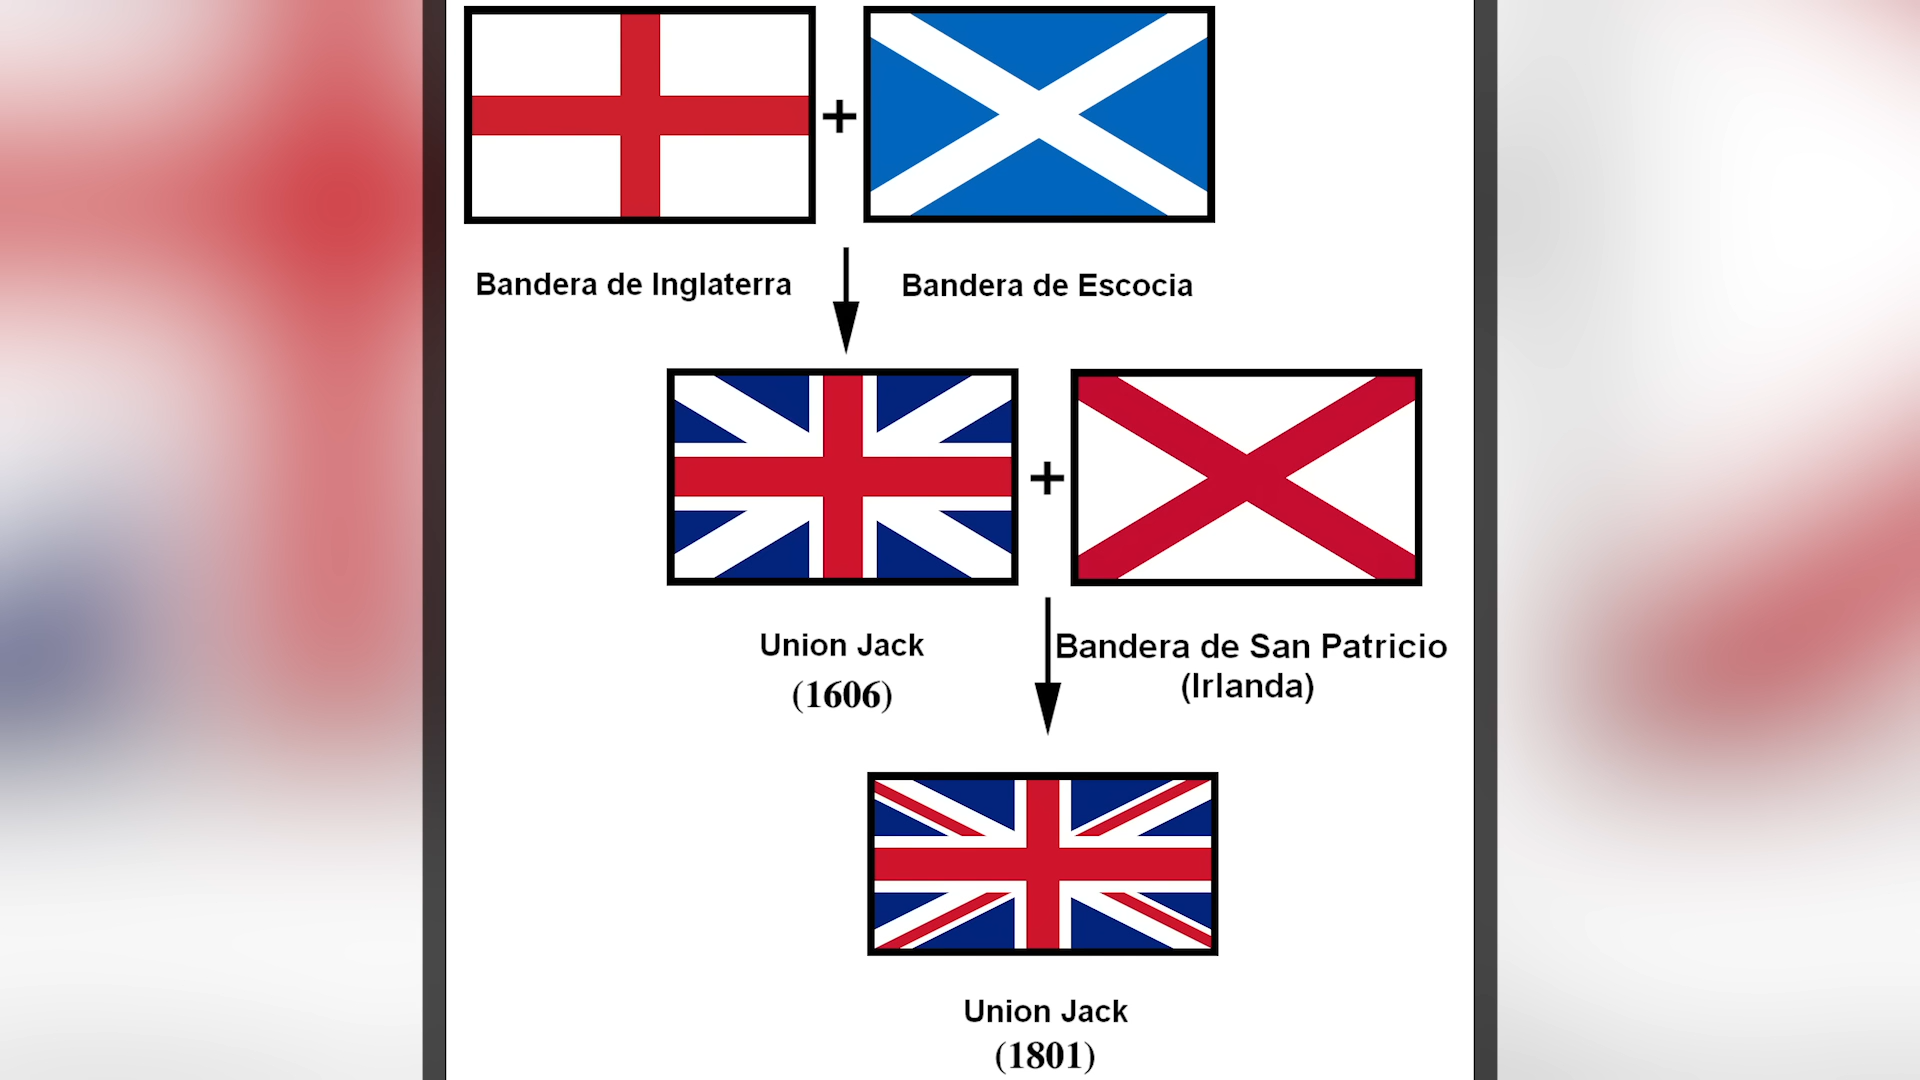 +
Bandera de Inglaterra
Bandera de Escocia
+
Union Jack
(1606)
Bandera de San Patricio
(Irlanda)
Union Jack
(1801)